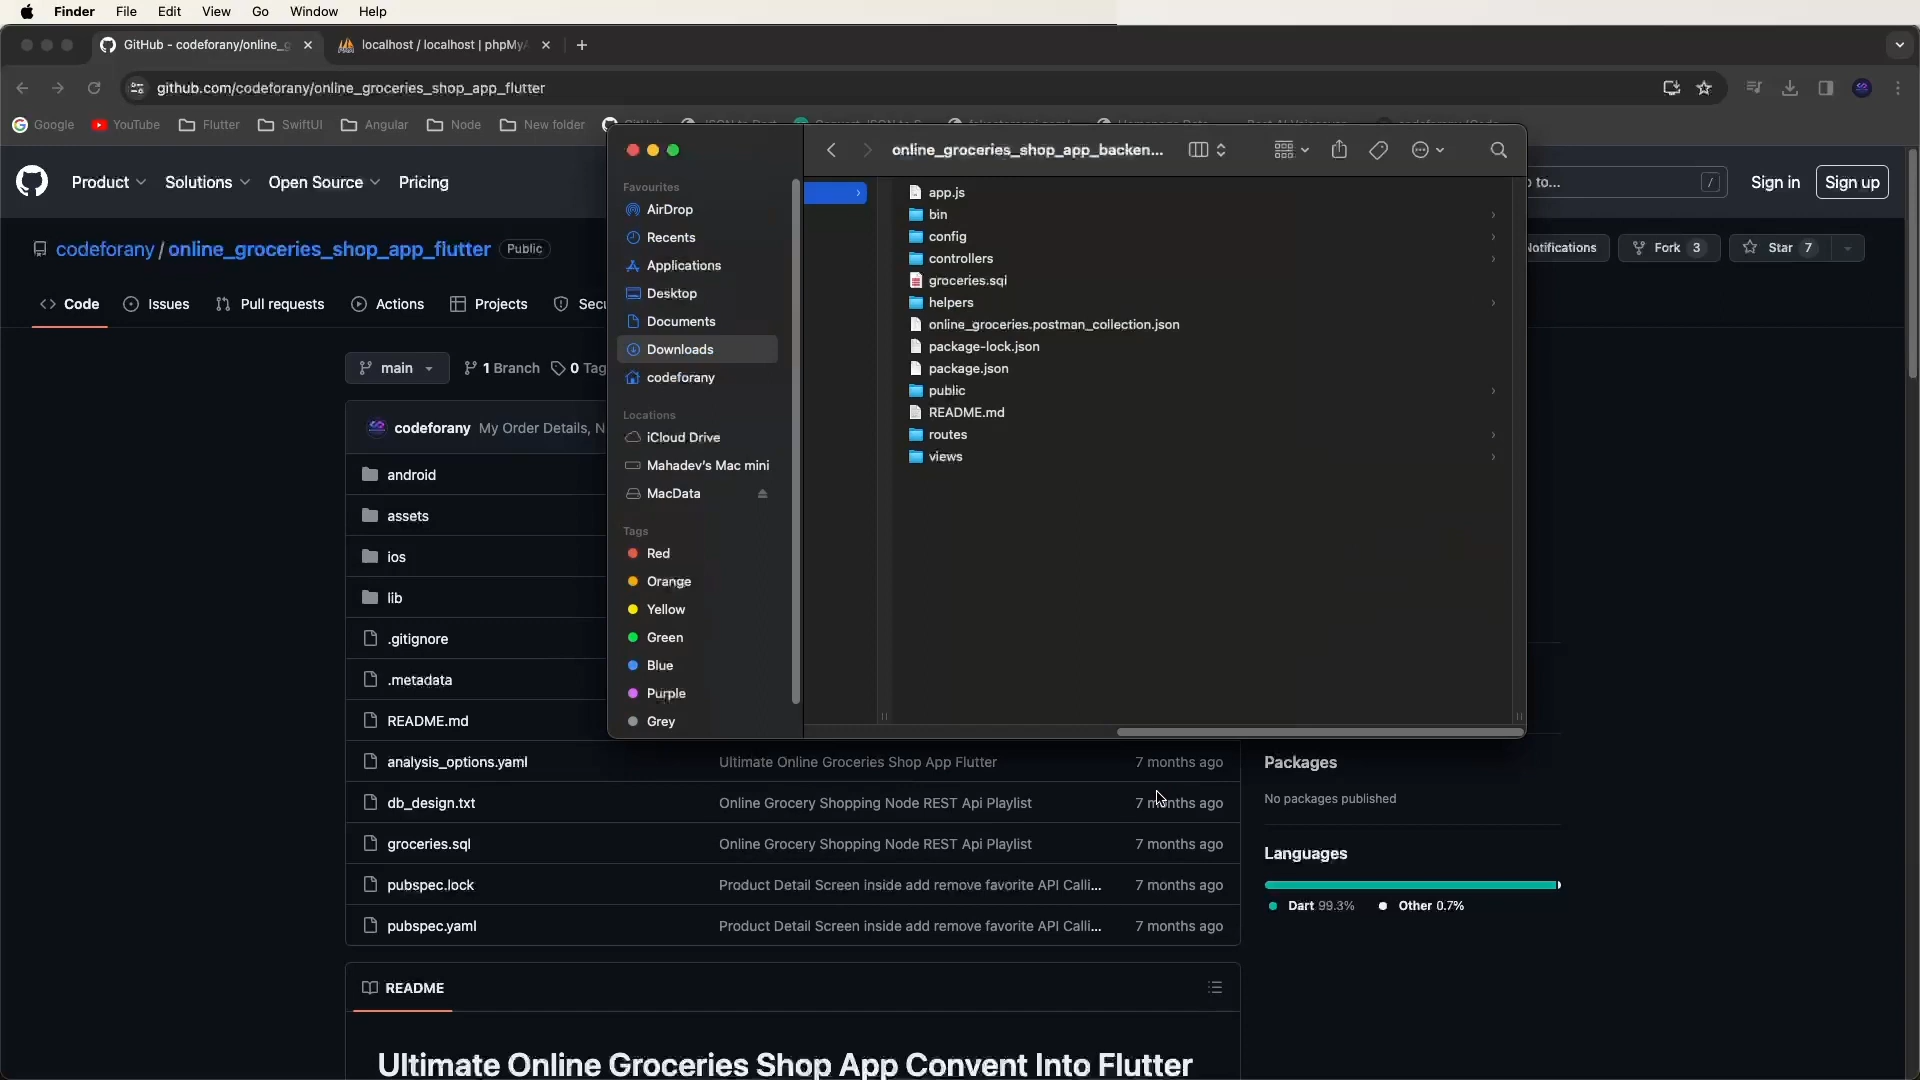 Finder File Edit View Go Window Help
GitHub - codeforany/online_g
localhost / localhost | phpMyA
github.com/codeforany/online_groceries_shop_app_flutter
Google YouTube Flutter SwiftUI Angular Node New folder
Product Solutions Open Source Pricing
to... / Sign in Sign up
codeforany / online_groceries_shop_app_flutter Public
Notifications Fork 3 Star 7
Code Issues Pull requests Actions Projects Secu
main 1 Branch 0 Tag
codeforany My Order Details, N
android
assets
ios
lib
.gitignore
.metadata
README.md
analysis_options.yaml Ultimate Online Groceries Shop App Flutter 7 months ago
db_design.txt Online Grocery Shopping Node REST Api Playlist 7 months ago
groceries.sql Online Grocery Shopping Node REST Api Playlist 7 months ago
pubspec.lock Product Detail Screen inside add remove favorite API Calli... 7 months ago
pubspec.yaml Product Detail Screen inside add remove favorite API Calli... 7 months ago
README
Ultimate Online Groceries Shop App Convent Into Flutter
Packages
No packages published
Languages
Dart 99.3% Other 0.7%
online_groceries_shop_app_backen...
Favourites
AirDrop
Recents
Applications
Desktop
Documents
Downloads
codeforany
Locations
iCloud Drive
Mahadev's Mac mini
MacData
Tags
Red
Orange
Yellow
Green
Blue
Purple
Grey
app.js
bin
config
controllers
groceries.sql
helpers
online_groceries.postman_collection.json
package-lock.json
package.json
public
README.md
routes
views